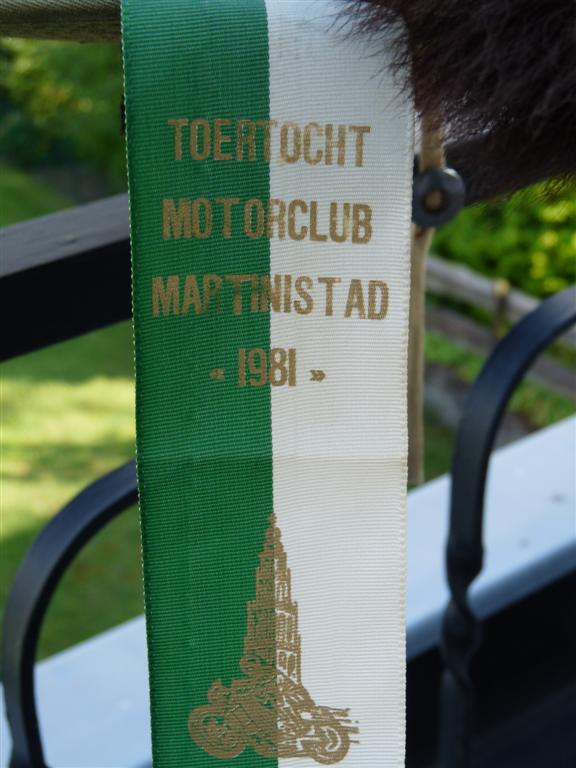 TOERTOCHT
MOTORCLUB
MARTINISTAD
« 1981 »